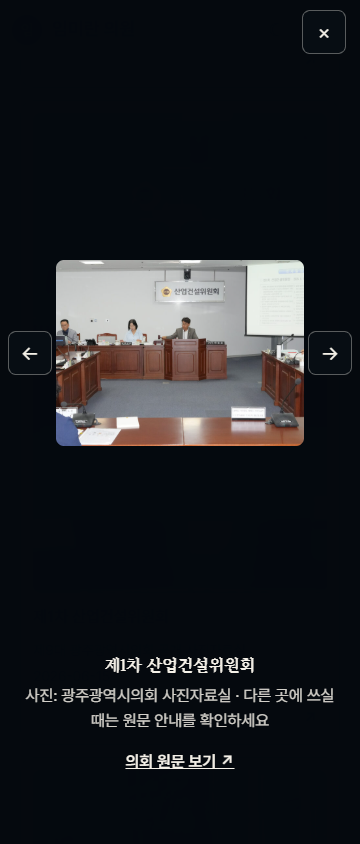 ×
산업건설위원회
← →
제1차 산업건설위원회
사진: 광주광역시의회 사진자료실 · 다른 곳에 쓰실
때는 원문 안내를 확인하세요
의회 원문 보기 ↗